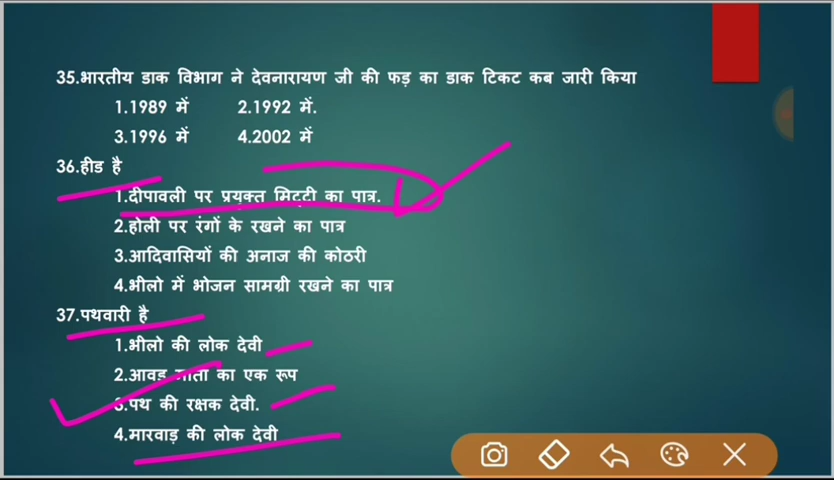 35.भारतीय डाक विभाग ने देवनारायण जी की फड़ का डाक टिकट कब जारी किया
1.1989 में 2.1992 में.
3.1996 में 4.2002 में
36.हीड है
1.दीपावली पर प्रयुक्त मिट्टी का पात्र.
2.होली पर रंगों के रखने का पात्र
3.आदिवासियों की अनाज की कोठरी
4.भीलो में भोजन सामग्री रखने का पात्र
37.पथवारी है
1.भीलो की लोक देवी
2.आवड़ माता का एक रूप
3.पथ की रक्षक देवी.
4.मारवाड़ की लोक देवी